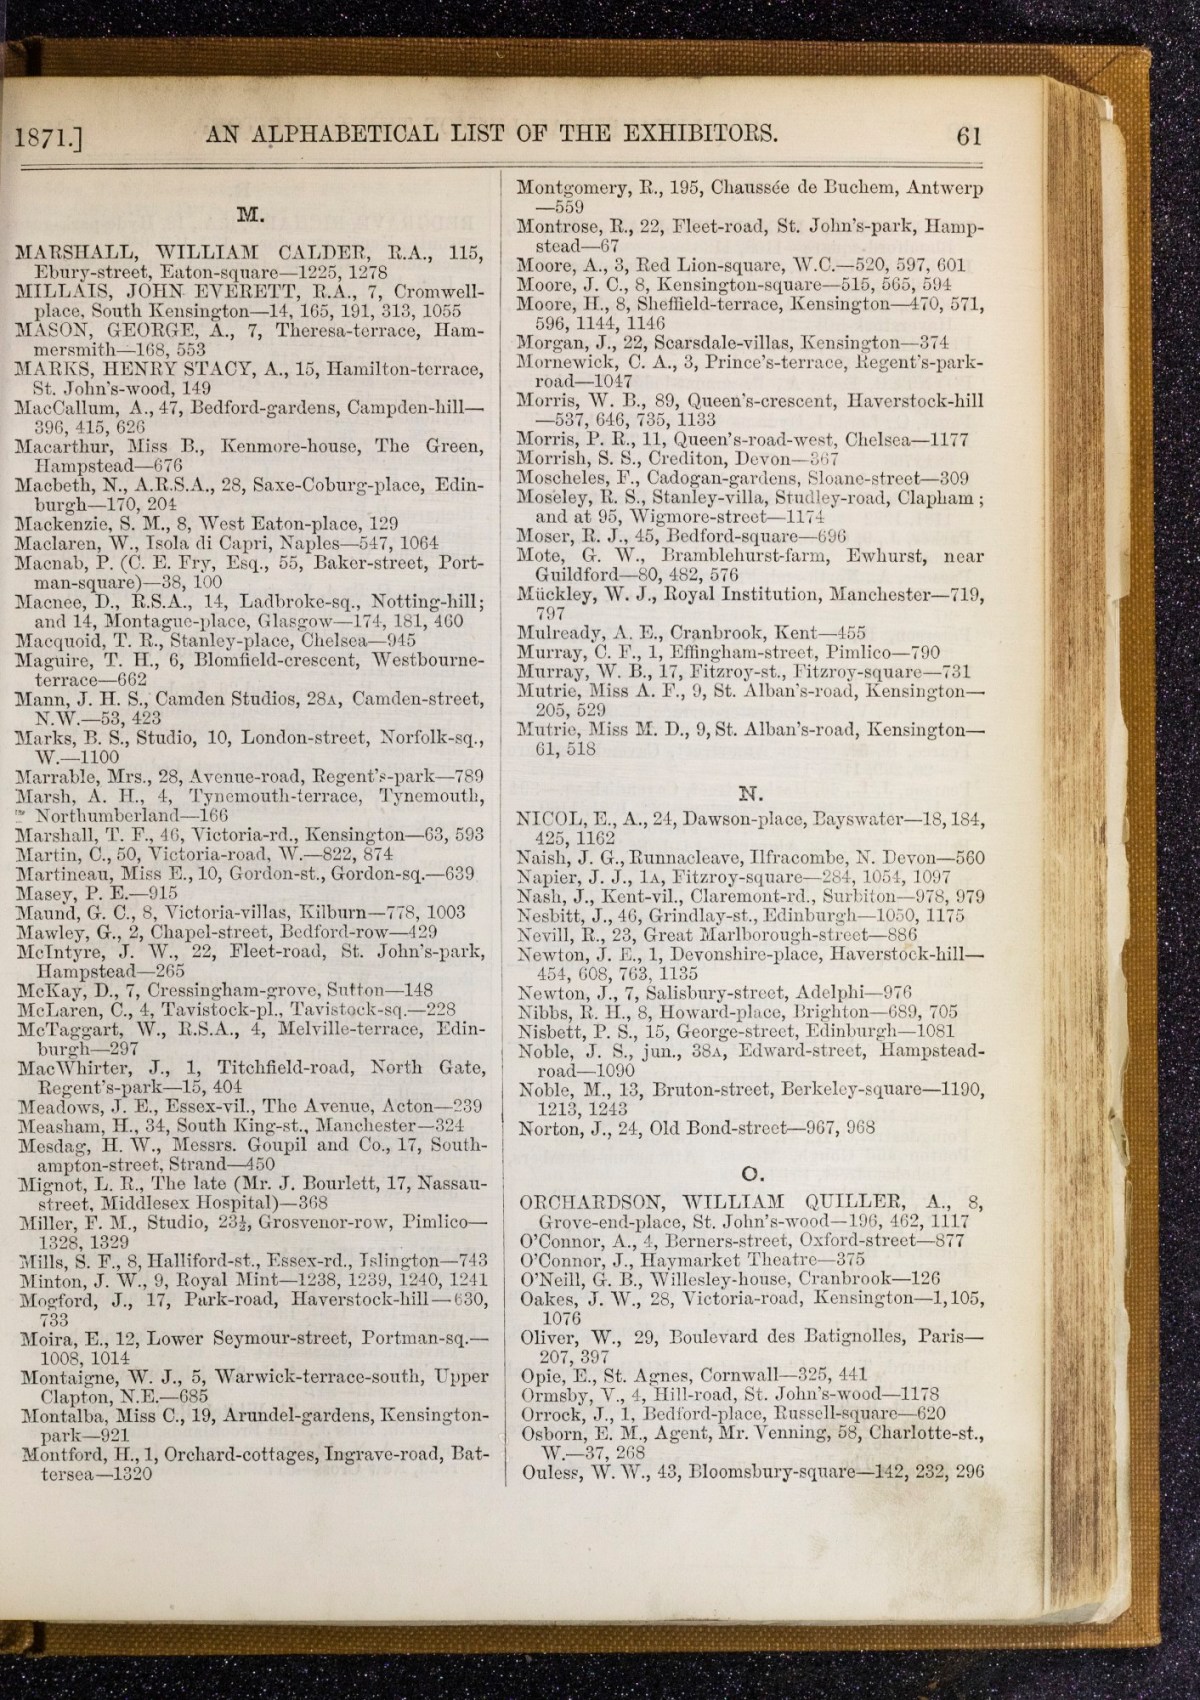 1871.] AN ALPHABETICAL LIST OF THE EXHIBITORS. 61
M.
MARSHALL, WILLIAM CALDER, R.A., 115,
Ebury-street, Eaton-square—1225, 1278
MILLAIS, JOHN EVERETT, R.A., 7, Cromwell-
place, South Kensington—14, 165, 191, 313, 1055
MASON, GEORGE, A., 7, Theresa-terrace, Ham-
mersmith—168, 553
MARKS, HENRY STACY, A., 15, Hamilton-terrace,
St. John's-wood, 149
MacCallum, A., 47, Bedford-gardens, Campden-hill—
396, 415, 626
Macarthur, Miss B., Kenmore-house, The Green,
Hampstead—676
Macbeth, N., A.R.S.A., 28, Saxe-Coburg-place, Edin-
burgh—170, 204
Mackenzie, S. M., 8, West Eaton-place, 129
Maclaren, W., Isola di Capri, Naples—547, 1064
Macnab, P. (C. E. Fry, Esq., 55, Baker-street, Port-
man-square)—38, 100
Macnee, D., R.S.A., 14, Ladbroke-sq., Notting-hill;
and 14, Montague-place, Glasgow—174, 181, 460
Macquoid, T. R., Stanley-place, Chelsea—945
Maguire, T. H., 6, Blomfield-crescent, Westbourne-
terrace—662
Mann, J. H. S., Camden Studios, 28A, Camden-street,
N.W.—53, 423
Marks, B. S., Studio, 10, London-street, Norfolk-sq.,
W.—1100
Marrable, Mrs., 28, Avenue-road, Regent's-park—789
Marsh, A. H., 4, Tynemouth-terrace, Tynemouth,
Northumberland—166
Marshall, T. F., 46, Victoria-rd., Kensington—63, 593
Martin, C., 50, Victoria-road, W.—822, 874
Martineau, Miss E., 10, Gordon-st., Gordon-sq.—639
Masey, P. E.—915
Maund, G. C., 8, Victoria-villas, Kilburn—778, 1003
Mawley, G., 2, Chapel-street, Bedford-row—429
McIntyre, J. W., 22, Fleet-road, St. John's-park,
Hampstead—265
McKay, D., 7, Cressingham-grove, Sutton—148
McLaren, C., 4, Tavistock-pl., Tavistock-sq.—228
McTaggart, W., R.S.A., 4, Melville-terrace, Edin-
burgh—297
MacWhirter, J., 1, Titchfield-road, North Gate,
Regent's-park—15, 404
Meadows, J. E., Essex-vil., The Avenue, Acton—239
Measham, H., 34, South King-st., Manchester—324
Mesdag, H. W., Messrs. Goupil and Co., 17, South-
ampton-street, Strand—450
Mignot, L. R., The late (Mr. J. Bourlett, 17, Nassau-
street, Middlesex Hospital)—368
Miller, F. M., Studio, 23½, Grosvenor-row, Pimlico—
1328, 1329
Mills, S. F., 8, Halliford-st., Essex-rd., Islington—743
Minton, J. W., 9, Royal Mint—1238, 1239, 1240, 1241
Mogford, J., 17, Park-road, Haverstock-hill—630,
733
Moira, E., 12, Lower Seymour-street, Portman-sq.—
1008, 1014
Montaigne, W. J., 5, Warwick-terrace-south, Upper
Clapton, N.E.—685
Montalba, Miss C., 19, Arundel-gardens, Kensington-
park—921
Montford, H., 1, Orchard-cottages, Ingrave-road, Bat-
tersea—1320
Montgomery, R., 195, Chaussée de Buchem, Antwerp
—559
Montrose, R., 22, Fleet-road, St. John's-park, Hamp-
stead—67
Moore, A., 3, Red Lion-square, W.C.—520, 597, 601
Moore, J. C., 8, Kensington-square—515, 565, 594
Moore, H., 8, Sheffield-terrace, Kensington—470, 571,
596, 1144, 1146
Morgan, J., 22, Scarsdale-villas, Kensington—374
Mornewick, C. A., 3, Prince's-terrace, Regent's-park-
road—1047
Morris, W. B., 89, Queen's-crescent, Haverstock-hill
—537, 646, 735, 1133
Morris, P. R., 11, Queen's-road-west, Chelsea—1177
Morrish, S. S., Crediton, Devon—367
Moscheles, F., Cadogan-gardens, Sloane-street—309
Moseley, R. S., Stanley-villa, Studley-road, Clapham;
and at 95, Wigmore-street—1174
Moser, R. J., 45, Bedford-square—696
Mote, G. W., Bramblehurst-farm, Ewhurst, near
Guildford—80, 482, 576
Mückley, W. J., Royal Institution, Manchester—719,
797
Mulready, A. E., Cranbrook, Kent—455
Murray, C. F., 1, Effingham-street, Pimlico—790
Murray, W. B., 17, Fitzroy-st., Fitzroy-square—731
Mutrie, Miss A. F., 9, St. Alban's-road, Kensington—
205, 529
Mutrie, Miss M. D., 9, St. Alban's-road, Kensington—
61, 518
N.
NICOL, E., A., 24, Dawson-place, Bayswater—18, 184,
425, 1162
Naish, J. G., Runnacleave, Ilfracombe, N. Devon—560
Napier, J. J., 1A, Fitzroy-square—284, 1054, 1097
Nash, J., Kent-vil., Claremont-rd., Surbiton—978, 979
Nesbitt, J., 46, Grindlay-st., Edinburgh—1050, 1175
Nevill, R., 23, Great Marlborough-street—886
Newton, J. E., 1, Devonshire-place, Haverstock-hill—
454, 608, 763, 1135
Newton, J., 7, Salisbury-street, Adelphi—976
Nibbs, R. H., 8, Howard-place, Brighton—689, 705
Nisbett, P. S., 15, George-street, Edinburgh—1081
Noble, J. S., jun., 38A, Edward-street, Hampstead-
road—1090
Noble, M., 13, Bruton-street, Berkeley-square—1190,
1213, 1243
Norton, J., 24, Old Bond-street—967, 968
O.
ORCHARDSON, WILLIAM QUILLER, A., 8,
Grove-end-place, St. John's-wood—196, 462, 1117
O'Connor, A., 4, Berners-street, Oxford-street—877
O'Connor, J., Haymarket Theatre—375
O'Neill, G. B., Willesley-house, Cranbrook—126
Oakes, J. W., 28, Victoria-road, Kensington—1, 105,
1076
Oliver, W., 29, Boulevard des Batignolles, Paris—
207, 397
Opie, E., St. Agnes, Cornwall—325, 441
Ormsby, V., 4, Hill-road, St. John's-wood—1178
Orrock, J., 1, Bedford-place, Russell-square—620
Osborn, E. M., Agent, Mr. Venning, 58, Charlotte-st.,
W.—37, 268
Ouless, W. W., 43, Bloomsbury-square—142, 232, 296